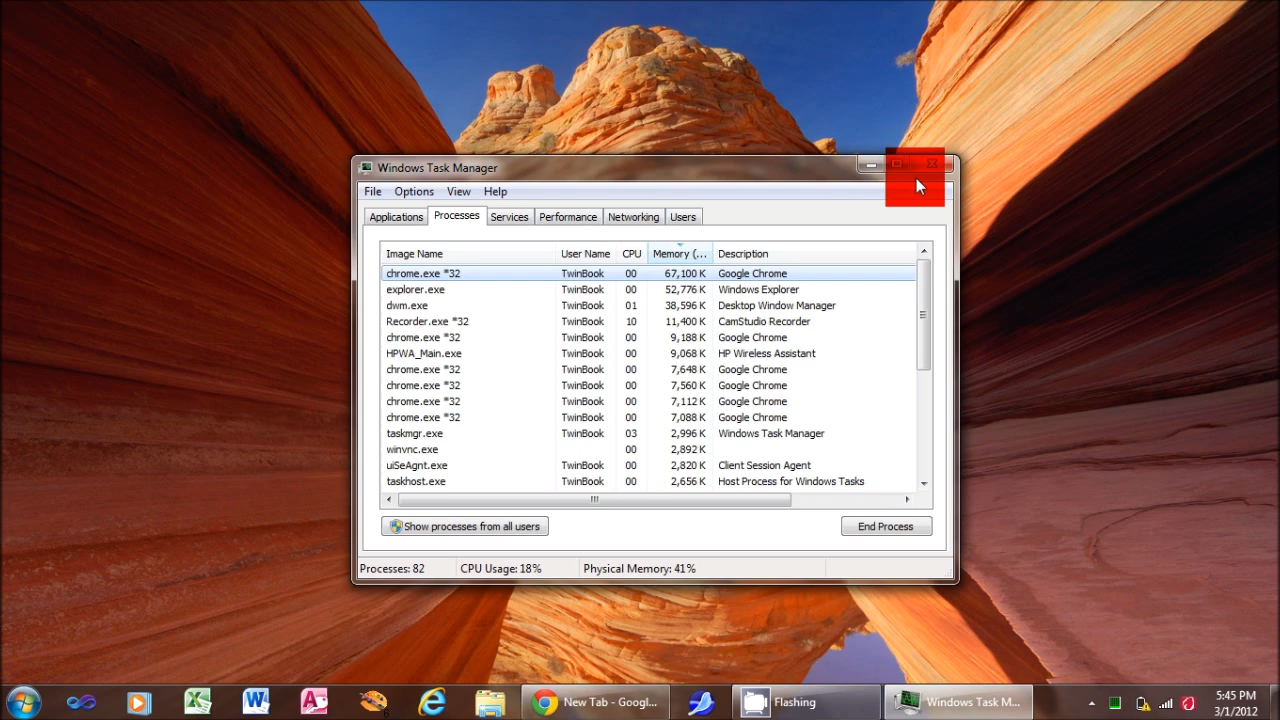 Windows Task Manager
File Options View Help
Applications Processes Services Performance Networking Users
Image Name User Name CPU Memory (... Description
chrome.exe *32 TwinBook 00 67,100 K Google Chrome
explorer.exe TwinBook 00 52,776 K Windows Explorer
dwm.exe TwinBook 01 38,596 K Desktop Window Manager
Recorder.exe *32 TwinBook 10 11,400 K CamStudio Recorder
chrome.exe *32 TwinBook 00 9,188 K Google Chrome
HPWA_Main.exe TwinBook 00 9,068 K HP Wireless Assistant
chrome.exe *32 TwinBook 00 7,648 K Google Chrome
chrome.exe *32 TwinBook 00 7,560 K Google Chrome
chrome.exe *32 TwinBook 00 7,112 K Google Chrome
chrome.exe *32 TwinBook 00 7,088 K Google Chrome
taskmgr.exe TwinBook 03 2,996 K Windows Task Manager
winvnc.exe 00 2,892 K
uiSeAgnt.exe TwinBook 00 2,820 K Client Session Agent
taskhost.exe TwinBook 00 2,656 K Host Process for Windows Tasks
Show processes from all users End Process
Processes: 82 CPU Usage: 18% Physical Memory: 41%
New Tab - Googl... Flashing Windows Task M... 5:45 PM
3/1/2012